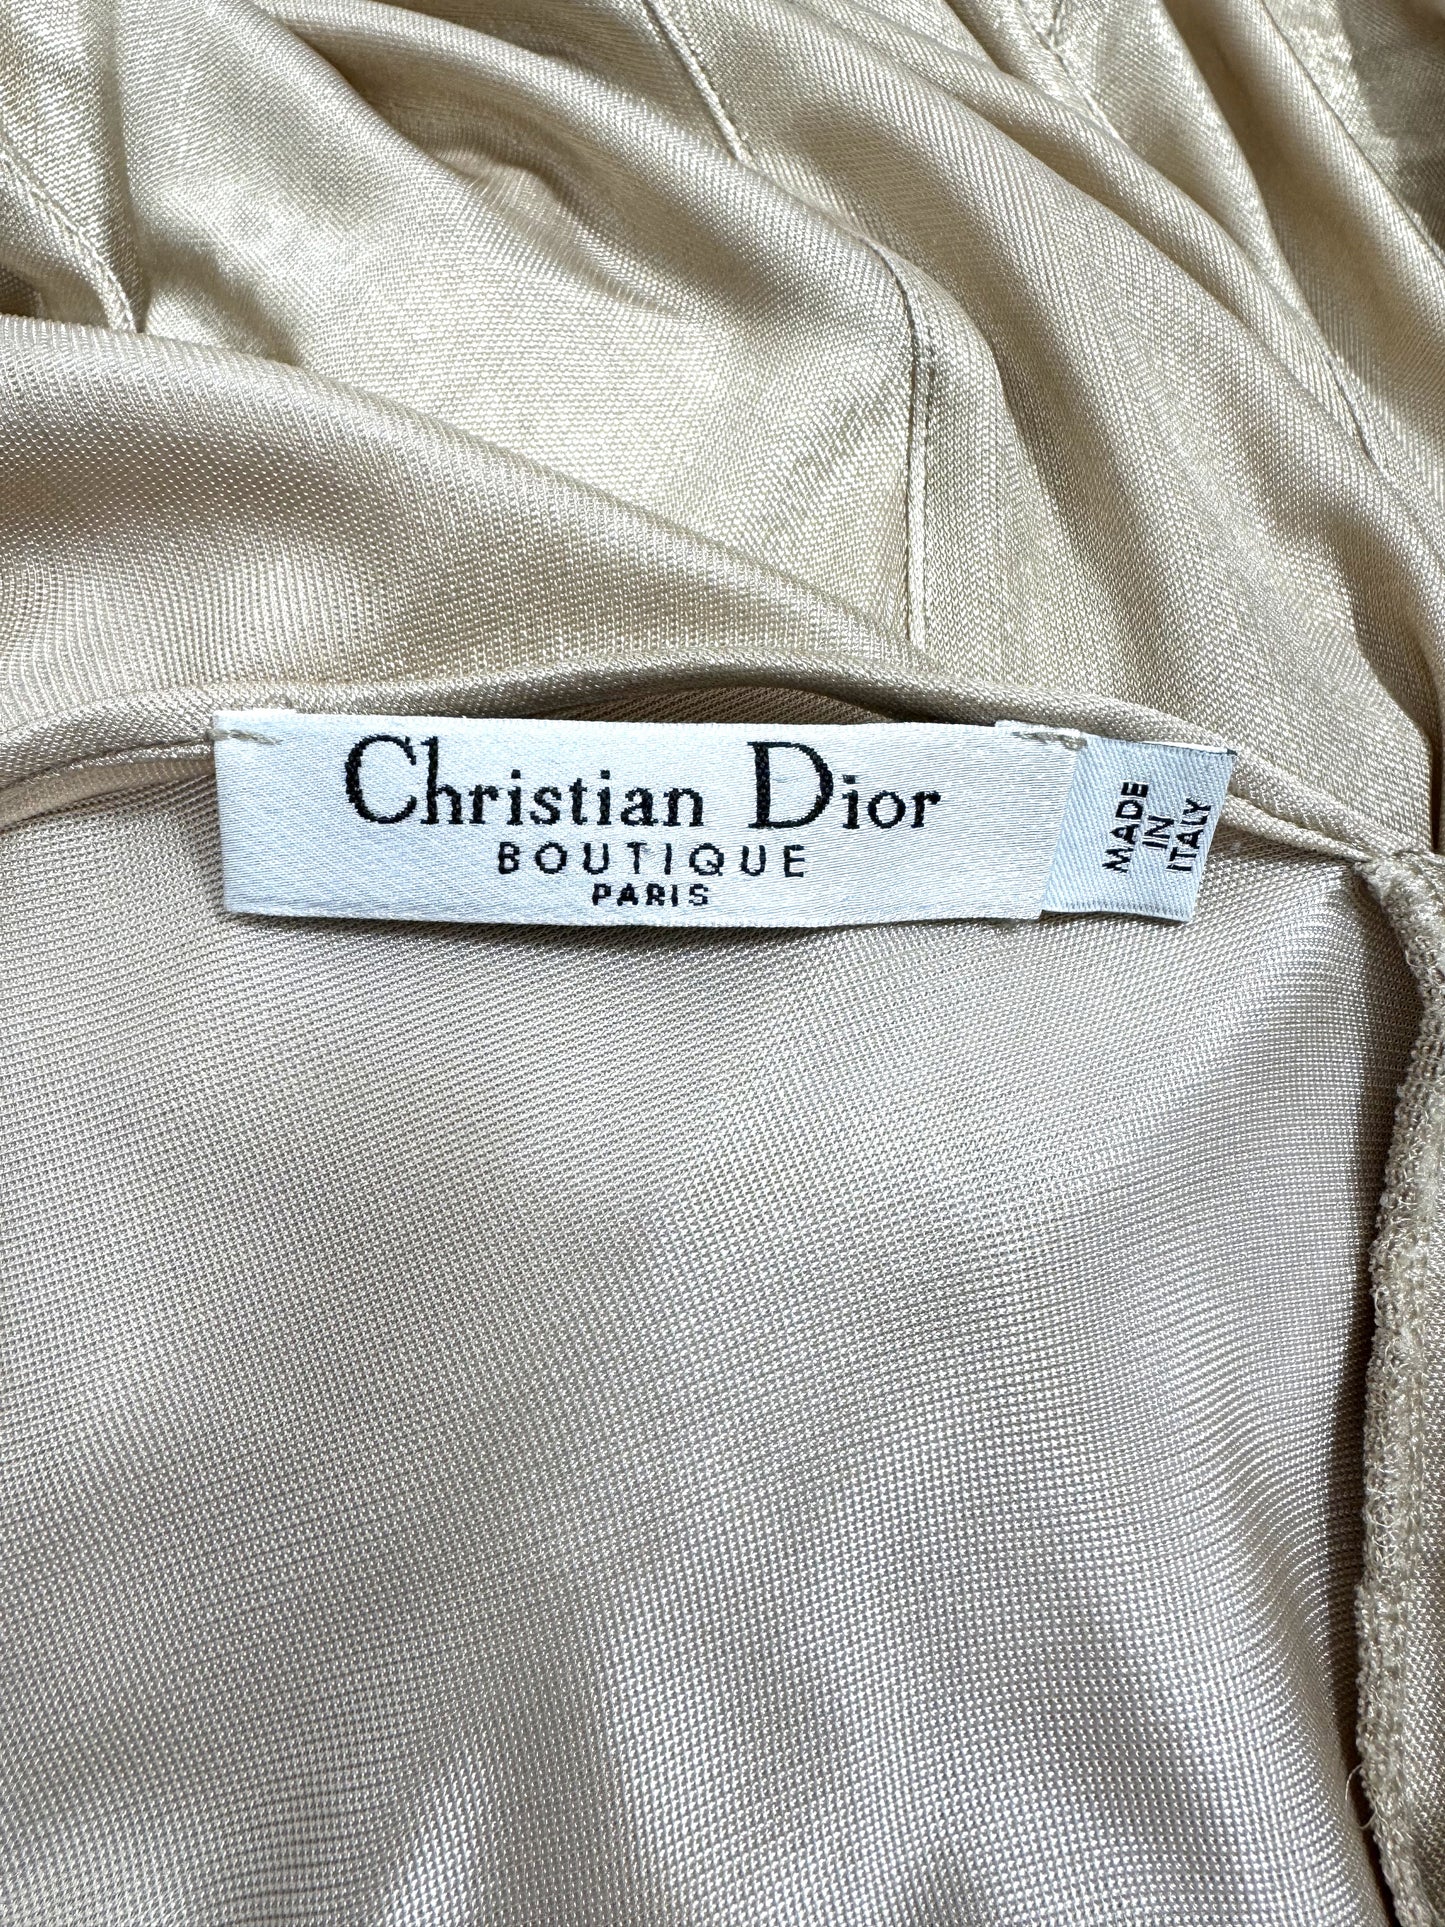 Christian Dior
BOUTIQUE
PARIS
MADE
IN
ITALY